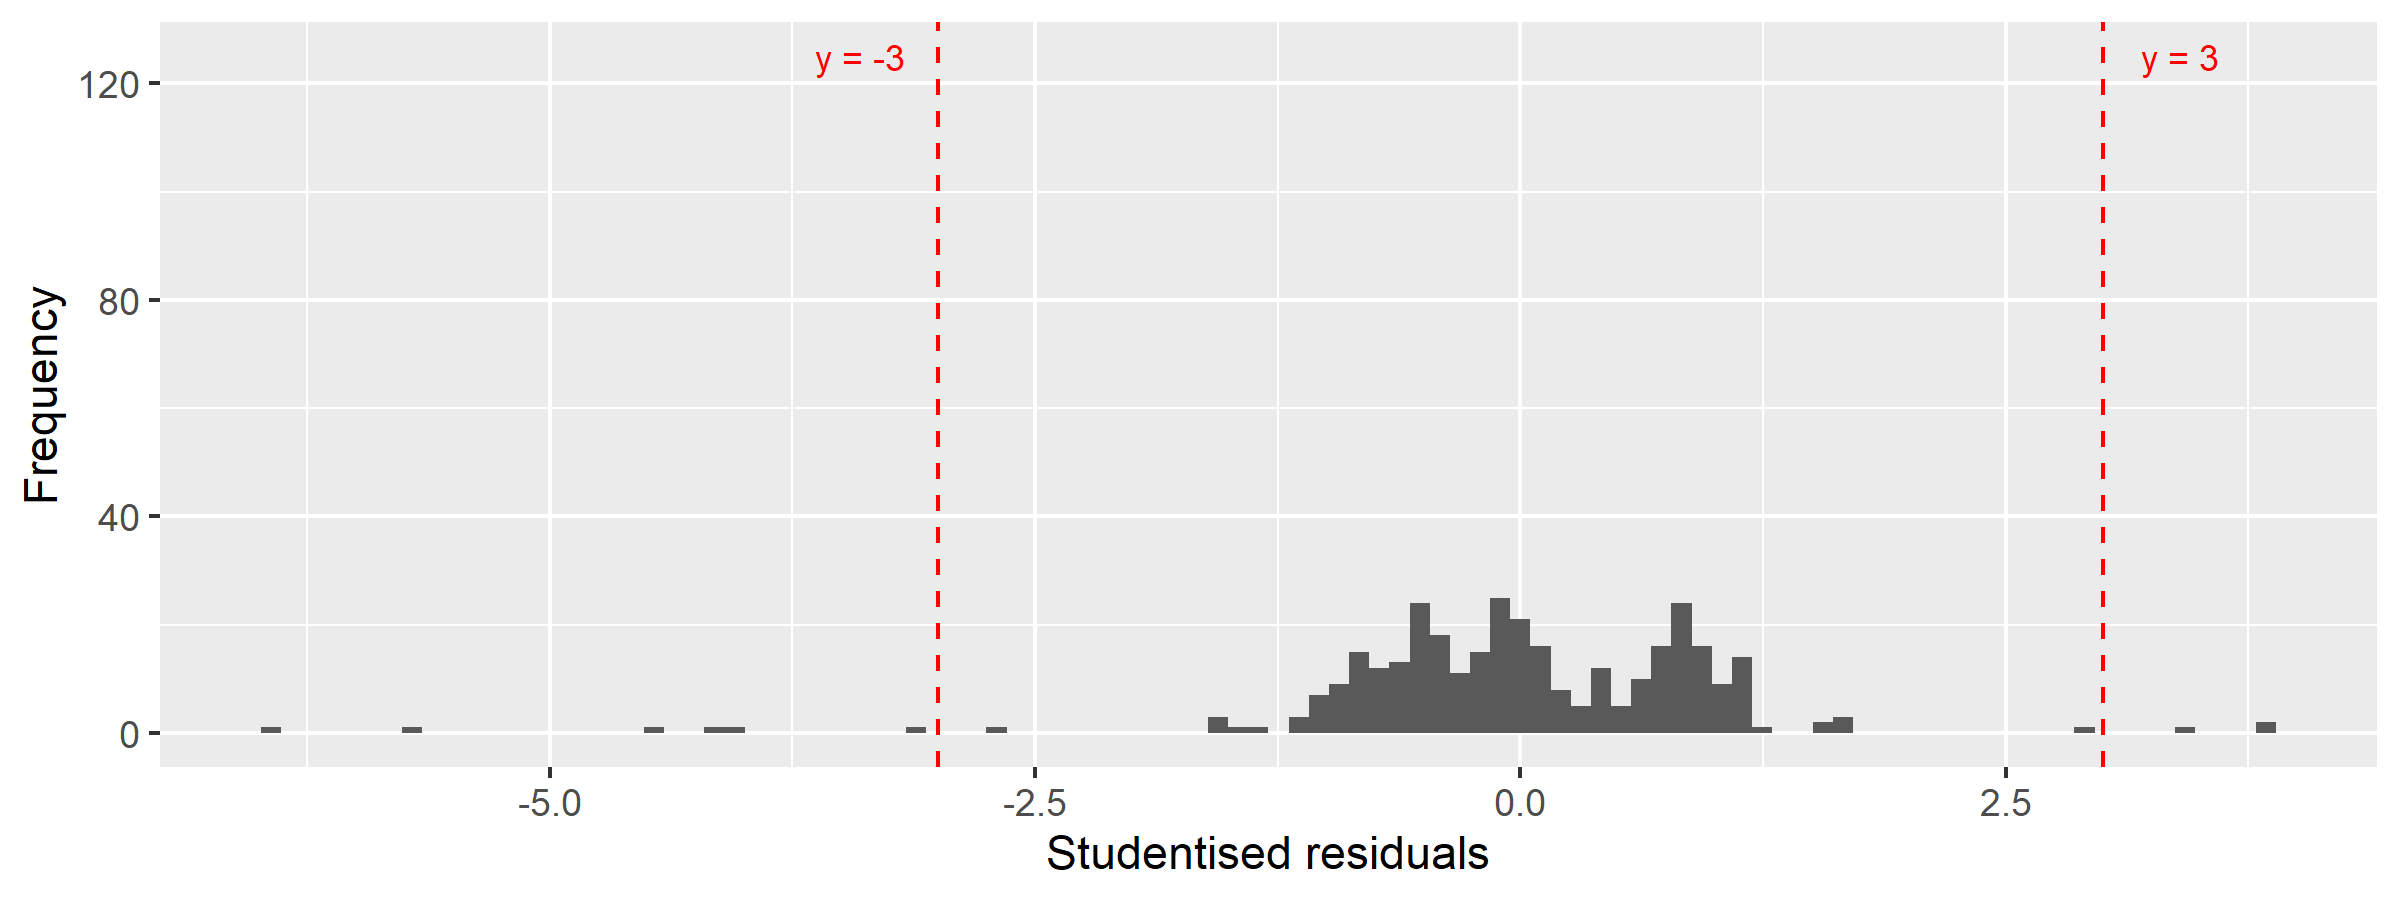 y = -3
y = 3
120
80
40
0
Frequency
-5.0
-2.5
0.0
2.5
Studentised residuals